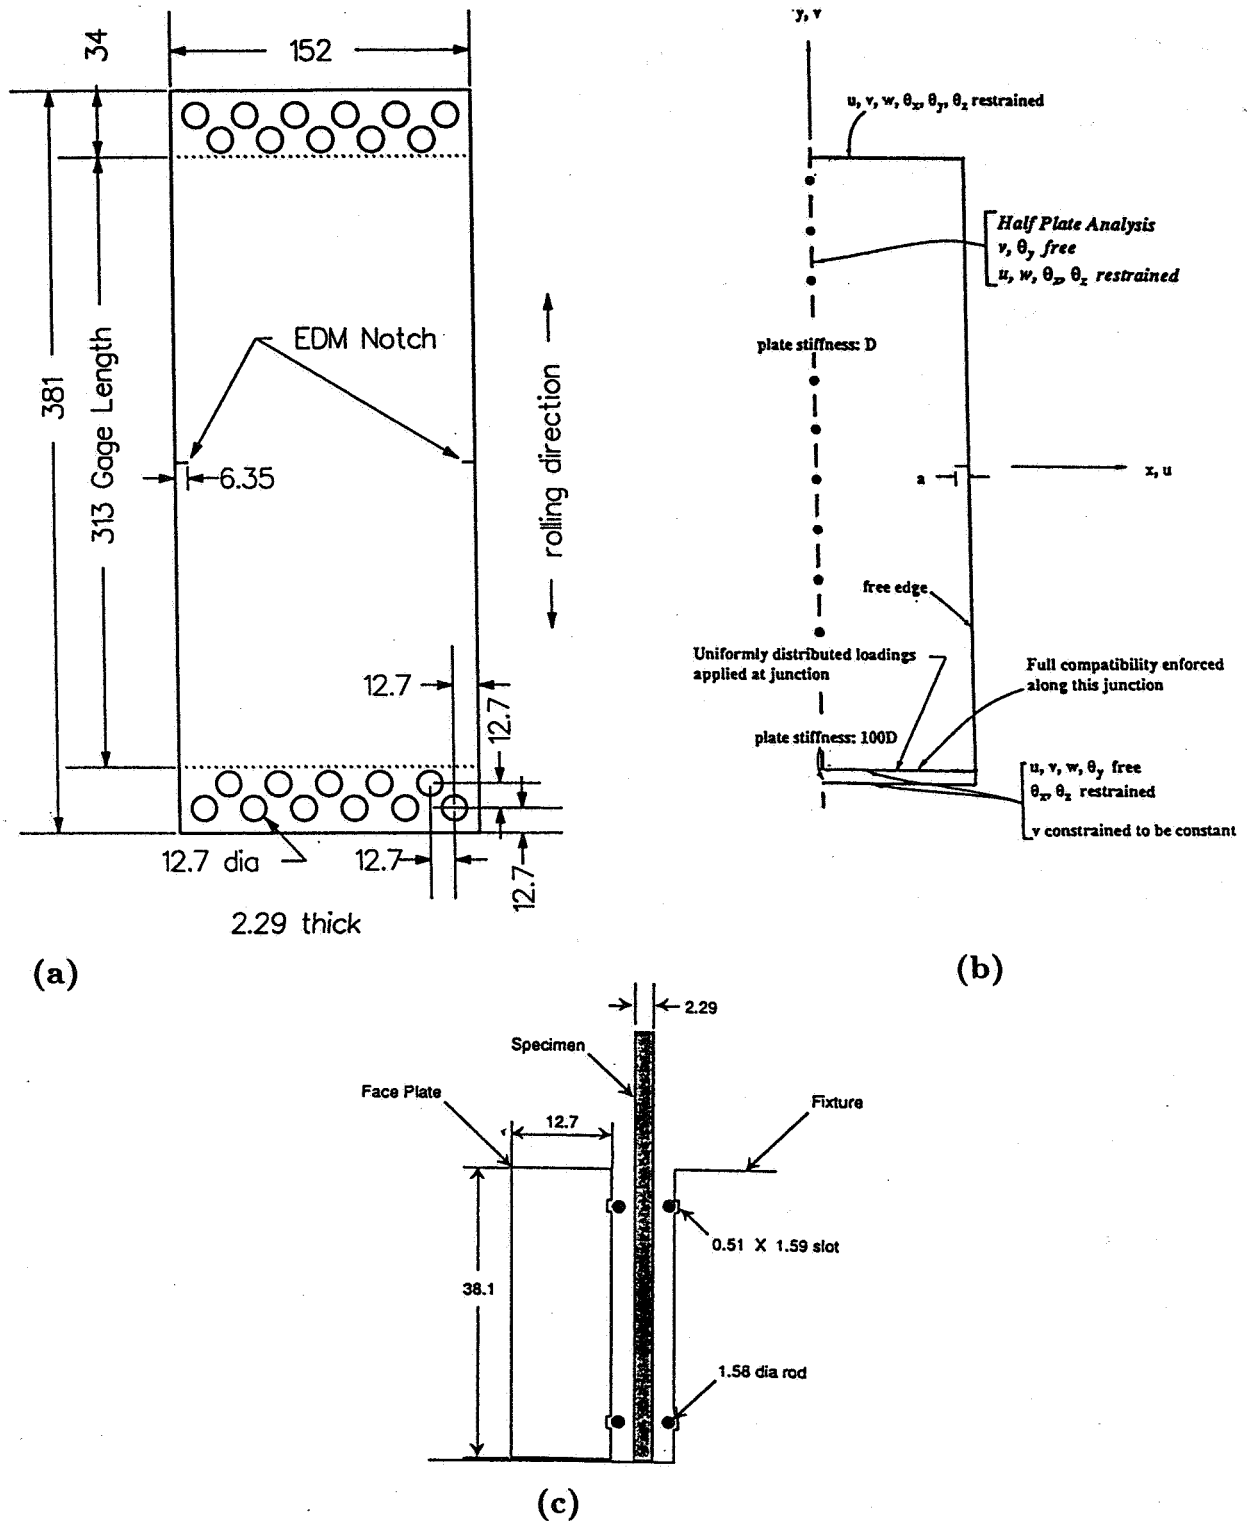 34
152
381
313 Gage Length
EDM Notch
6.35
rolling direction
12.7
12.7
12.7 dia
12.7
12.7
2.29 thick
(a)
y, v
u, v, w, θx, θy, θz restrained
Half Plate Analysis
v, θy free
u, w, θx, θz restrained
plate stiffness: D
a
x, u
free edge
Uniformly distributed loadings
applied at junction
Full compatibility enforced
along this junction
plate stiffness: 100D
u, v, w, θy free
θx, θz restrained
v constrained to be constant
(b)
2.29
Specimen
Face Plate
12.7
Fixture
0.51 X 1.59 slot
38.1
1.58 dia rod
(c)